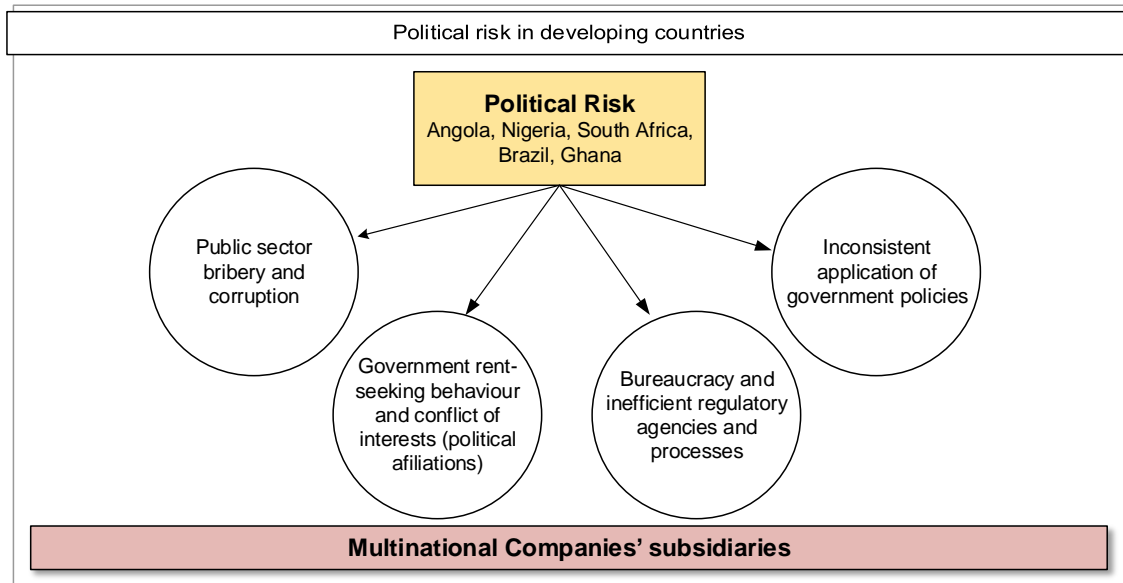 Political risk in developing countries
Political Risk
Angola, Nigeria, South Africa,
Brazil, Ghana
Public sector
bribery and
corruption
Government rent-
seeking behaviour
and conflict of
interests (political
afiliations)
Bureaucracy and
inefficient regulatory
agencies and
processes
Inconsistent
application of
government policies
Multinational Companies’ subsidiaries